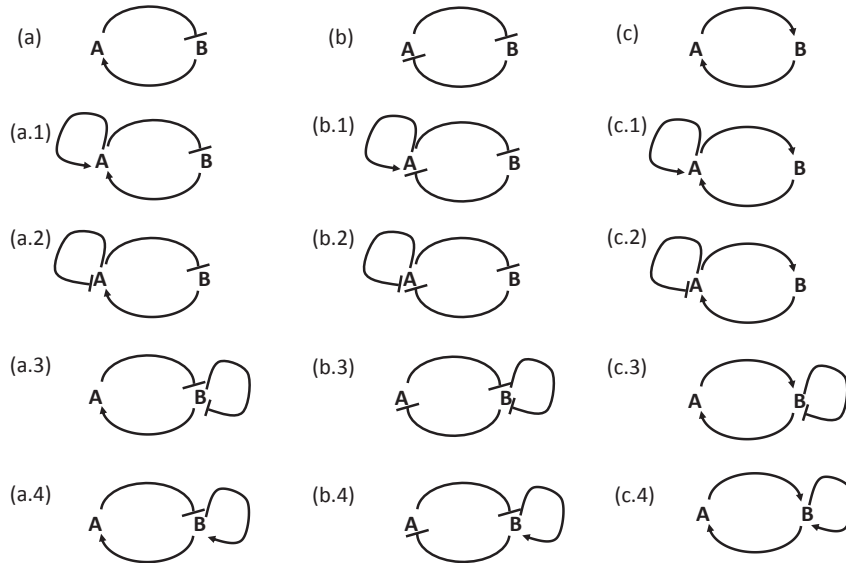 (a) A B (b) A B (c) A B
(a.1) A B (b.1) A B (c.1) A B
(a.2) A B (b.2) A B (c.2) A B
(a.3) A B (b.3) A B (c.3) A B
(a.4) A B (b.4) A B (c.4) A B